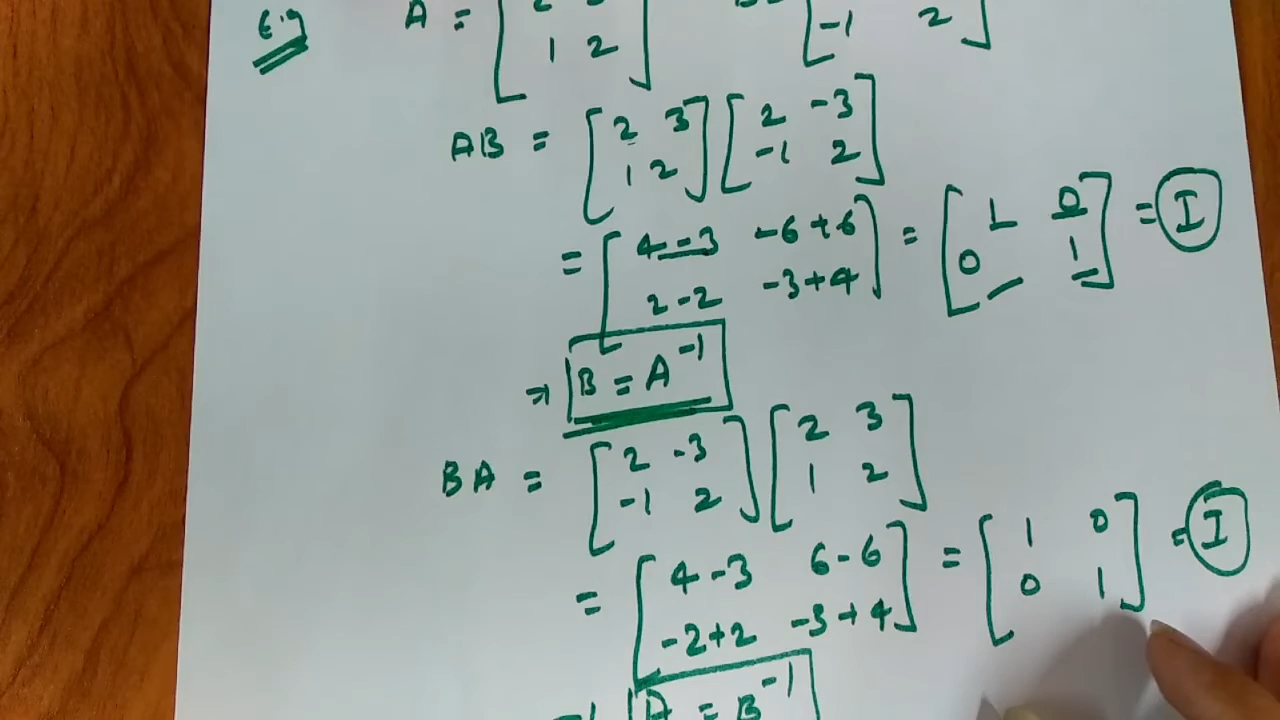 E.g A = [2 3; 1 2] B = [2 -3; -1 2]
AB = [2 3; 1 2] [2 -3; -1 2]
= [4-3 -6+6; 2-2 -3+4] = [1 0; 0 1] = I
→ B = A⁻¹
BA = [2 -3; -1 2] [2 3; 1 2]
= [4-3 6-6; -2+2 -3+4] = [1 0; 0 1] = I
A = B⁻¹